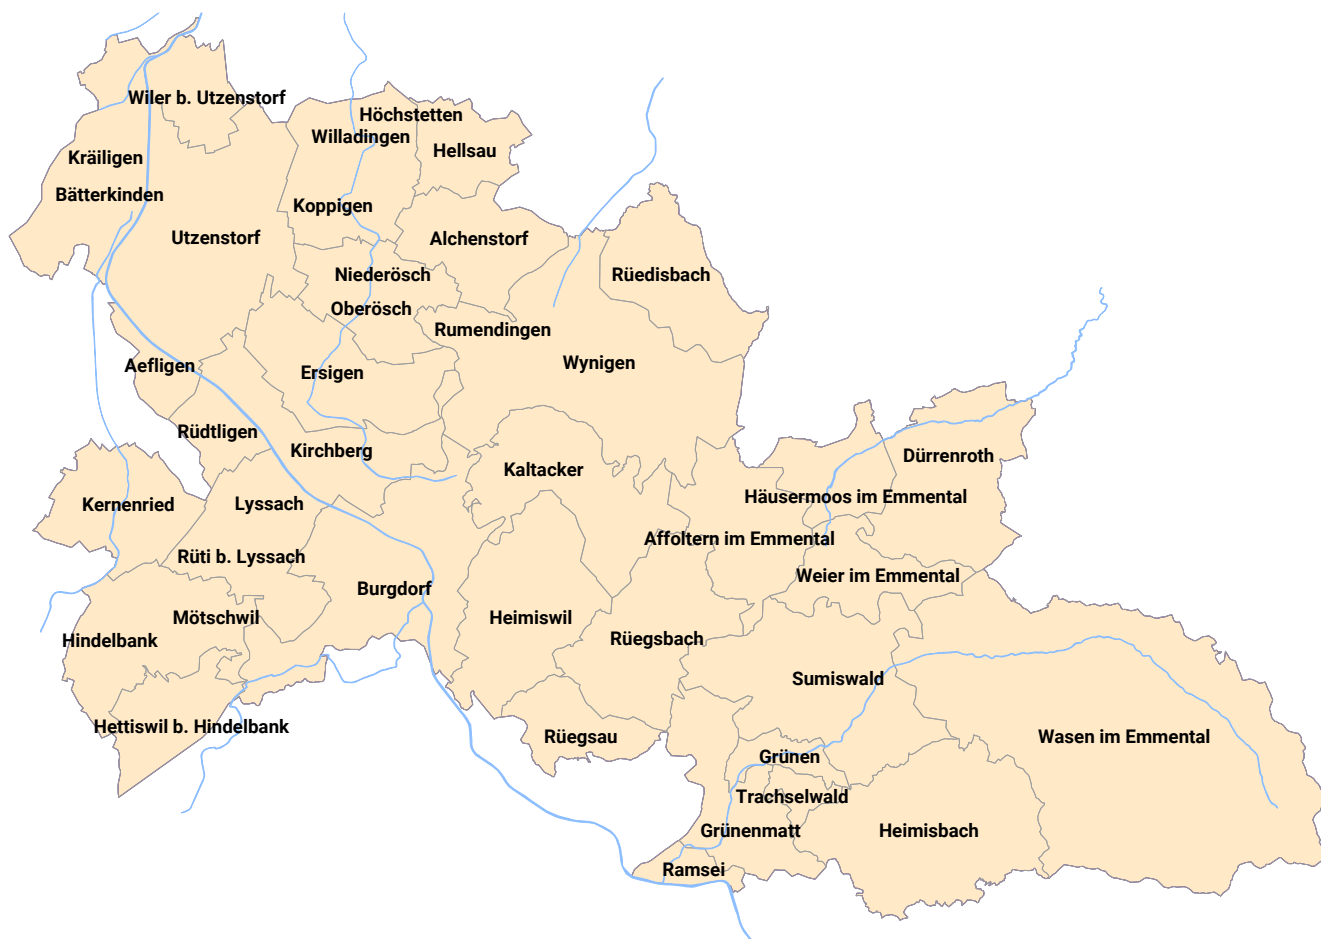 Wiler b. Utzenstorf
Höchstetten
Willadingen
Hellsau
Kräiligen
Bätterkinden
Koppigen
Utzenstorf
Alchenstorf
Niederösch
Rüedisbach
Oberösch
Rumendingen
Wynigen
Aefligen
Ersigen
Rüdtligen
Kirchberg
Dürrenroth
Kaltacker
Häusermoos im Emmental
Kernenried
Lyssach
Affoltern im Emmental
Rüti b. Lyssach
Weier im Emmental
Burgdorf
Mötschwil
Heimiswil
Hindelbank
Rüegsbach
Sumiswald
Hettiswil b. Hindelbank
Rüegsau
Wasen im Emmental
Grünen
Trachselwald
Grünenmatt
Heimisbach
Ramsei